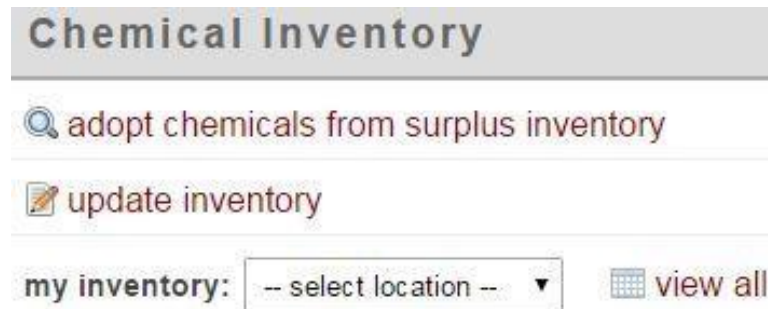 Chemical Inventory
adopt chemicals from surplus inventory
update inventory
my inventory: -- select location -- view all